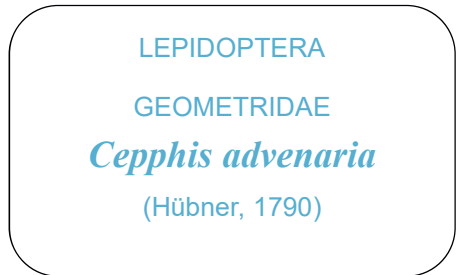 LEPIDOPTERA
GEOMETRIDAE
Cepphis advenaria
(Hübner, 1790)